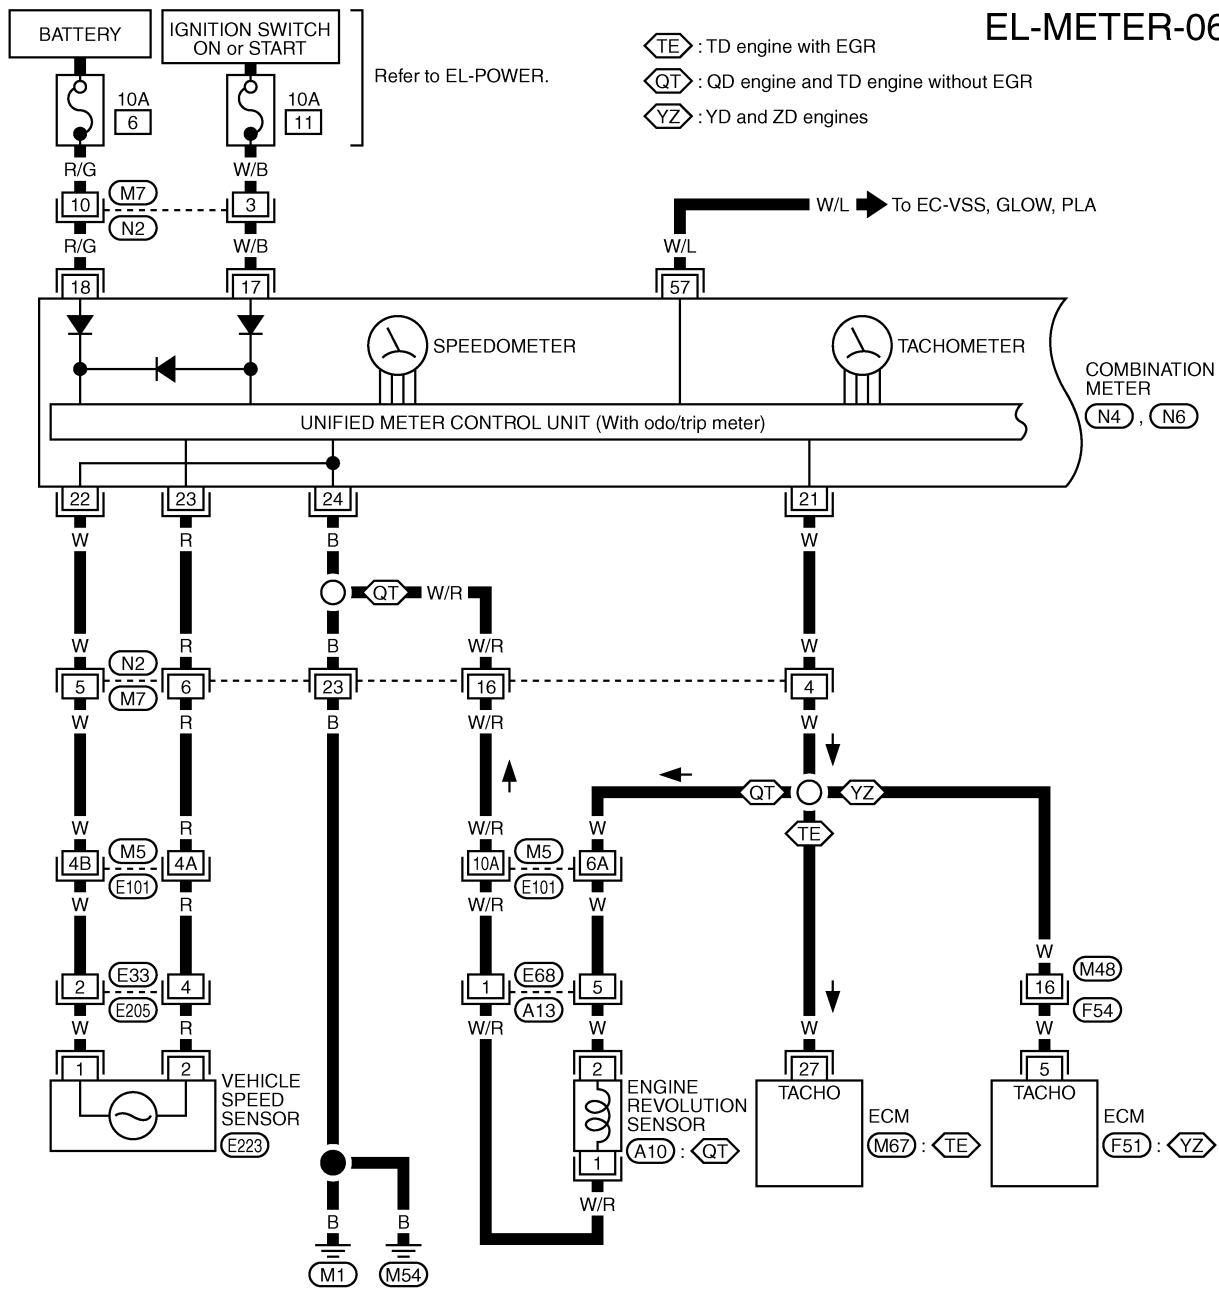 EL-METER-06
BATTERY
IGNITION SWITCH
ON or START
Refer to EL-POWER.
TE : TD engine with EGR
QT : QD engine and TD engine without EGR
YZ : YD and ZD engines
10A
6
10A
11
R/G
W/B
10
M7
N2
3
R/G
W/B
W/L
To EC-VSS, GLOW, PLA
W/L
18
17
57
SPEEDOMETER
TACHOMETER
COMBINATION
METER
N4 , N6
UNIFIED METER CONTROL UNIT (With odo/trip meter)
22
23
24
21
W
R
B
W
QT
W/R
W
R
B
W/R
W
N2
M7
5
6
23
16
4
W
R
B
W/R
W
QT
YZ
TE
W
R
W/R
W
4B
M5
E101
4A
10A
M5
E101
6A
W
R
W/R
W
W
2
E33
E205
4
1
E68
A13
5
16
M48
F54
W
R
W/R
W
W
W
1
2
2
27
5
VEHICLE
SPEED
SENSOR
E223
ENGINE
REVOLUTION
SENSOR
A10 : QT
1
TACHO
ECM
M67 : TE
TACHO
ECM
F51 : YZ
W/R
B
B
M1
M54